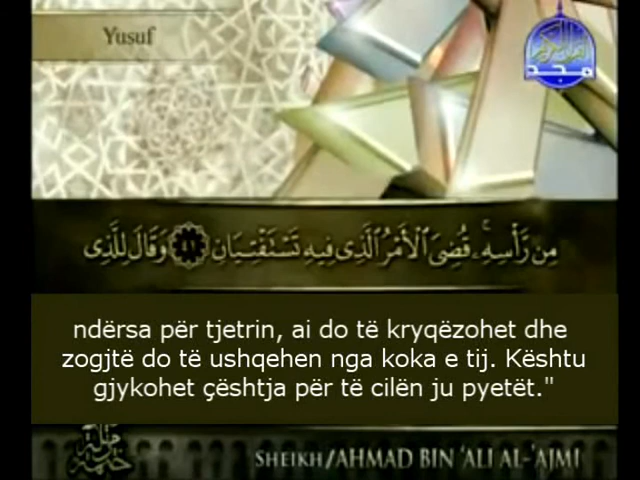 Yusuf
مجد
مِن رَّأْسِهِۦۚ قُضِيَ ٱلْأَمْرُ ٱلَّذِي فِيهِ تَسْتَفْتِيَانِ ٤١ وَقَالَ لِلَّذِي
ndërsa për tjetrin, ai do të kryqëzohet dhe
zogjtë do të ushqehen nga koka e tij. Kështu
gjykohet çështja për të cilën ju pyetët."
SHEIKH/AHMAD BIN 'ALI AL-'AJMI